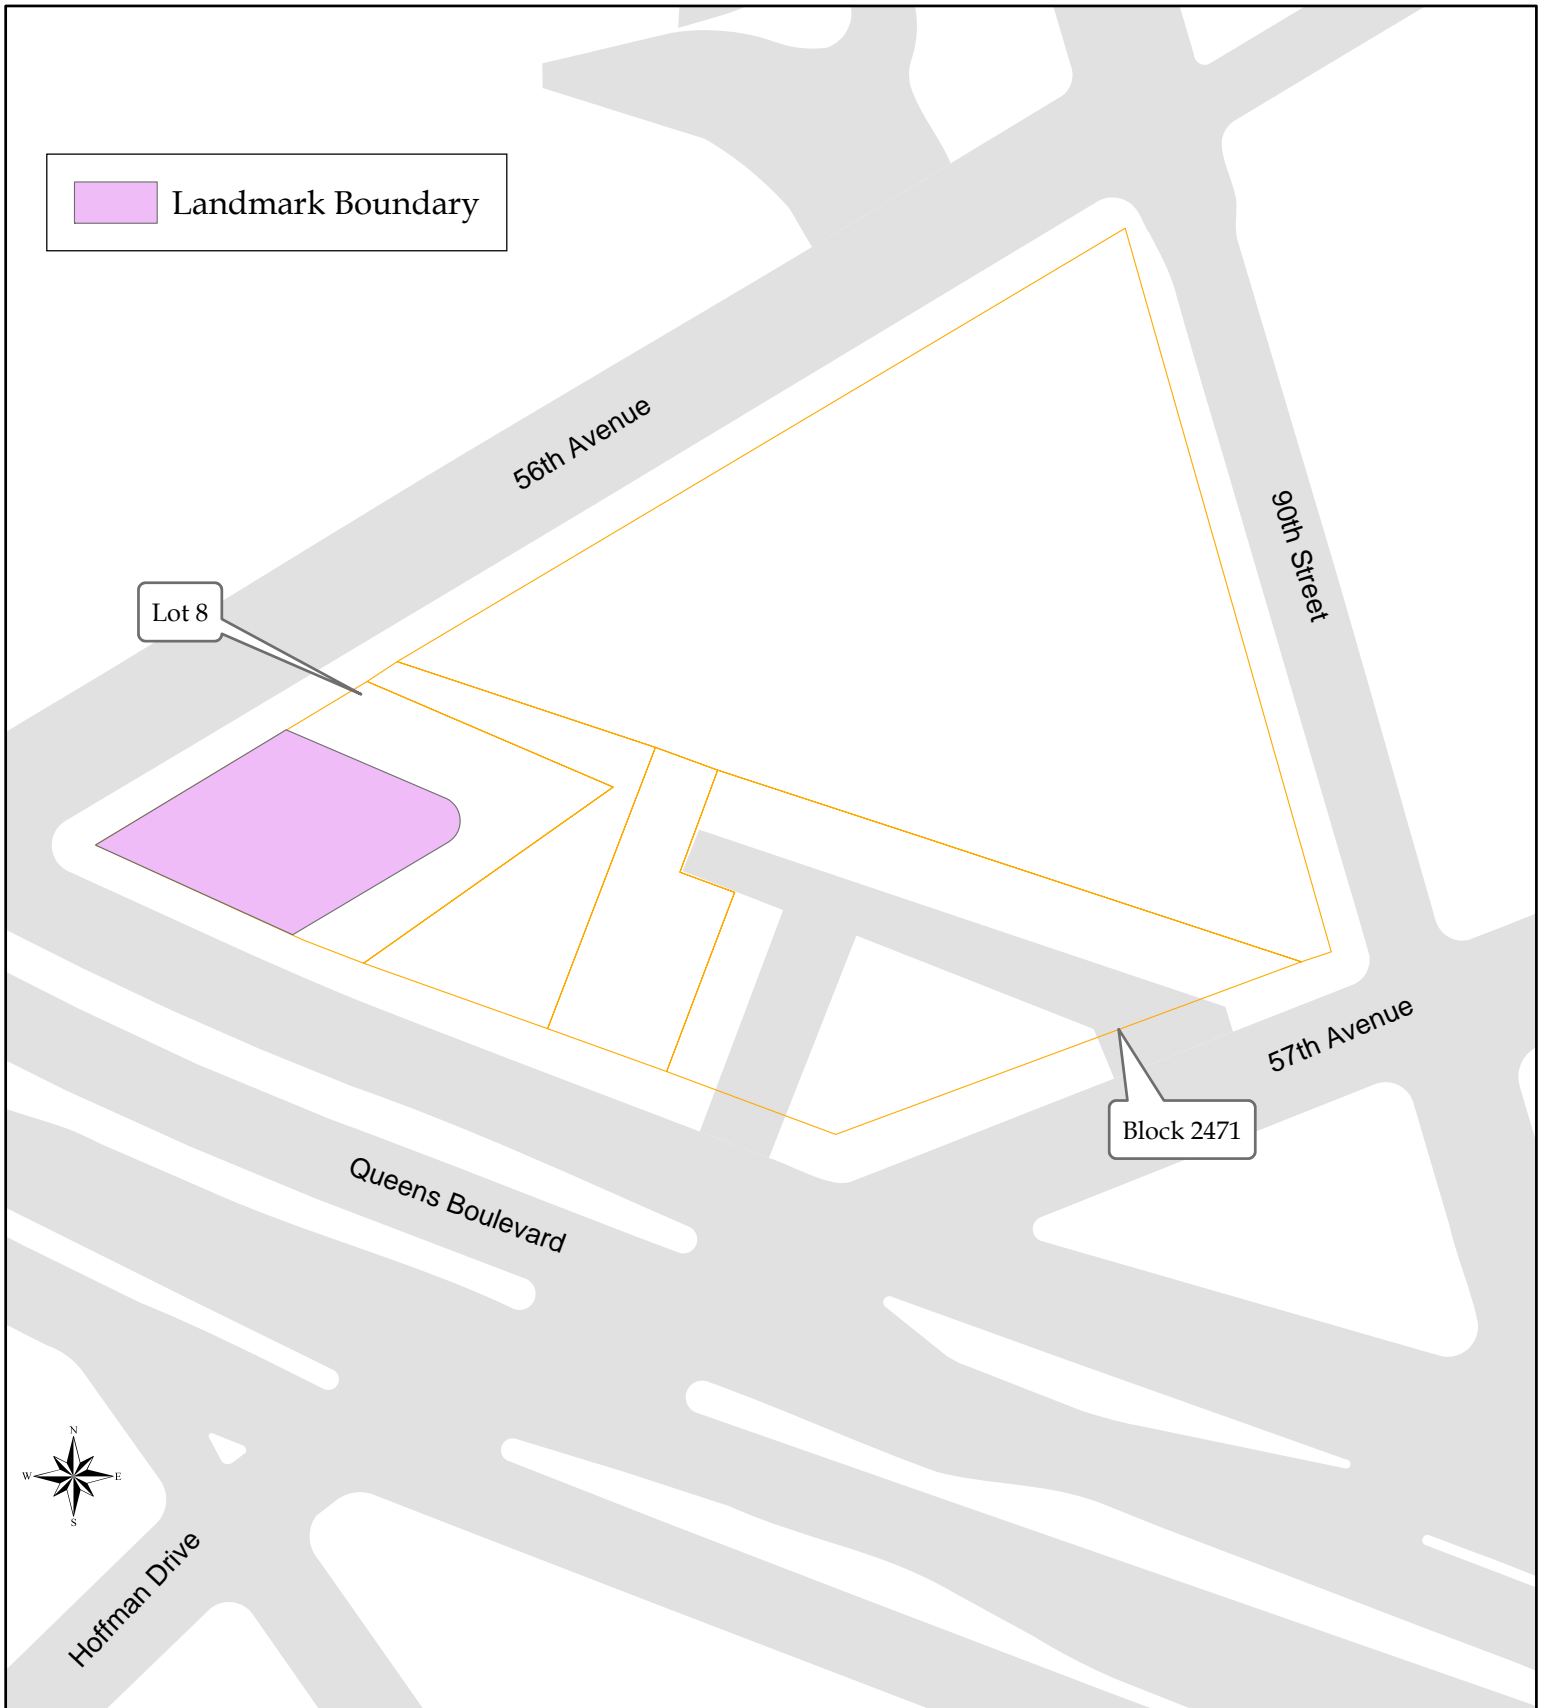 Landmark Boundary
56th Avenue
90th Street
Lot 8
57th Avenue
Block 2471
Queens Boulevard
N
W E
S
Hoffman Drive